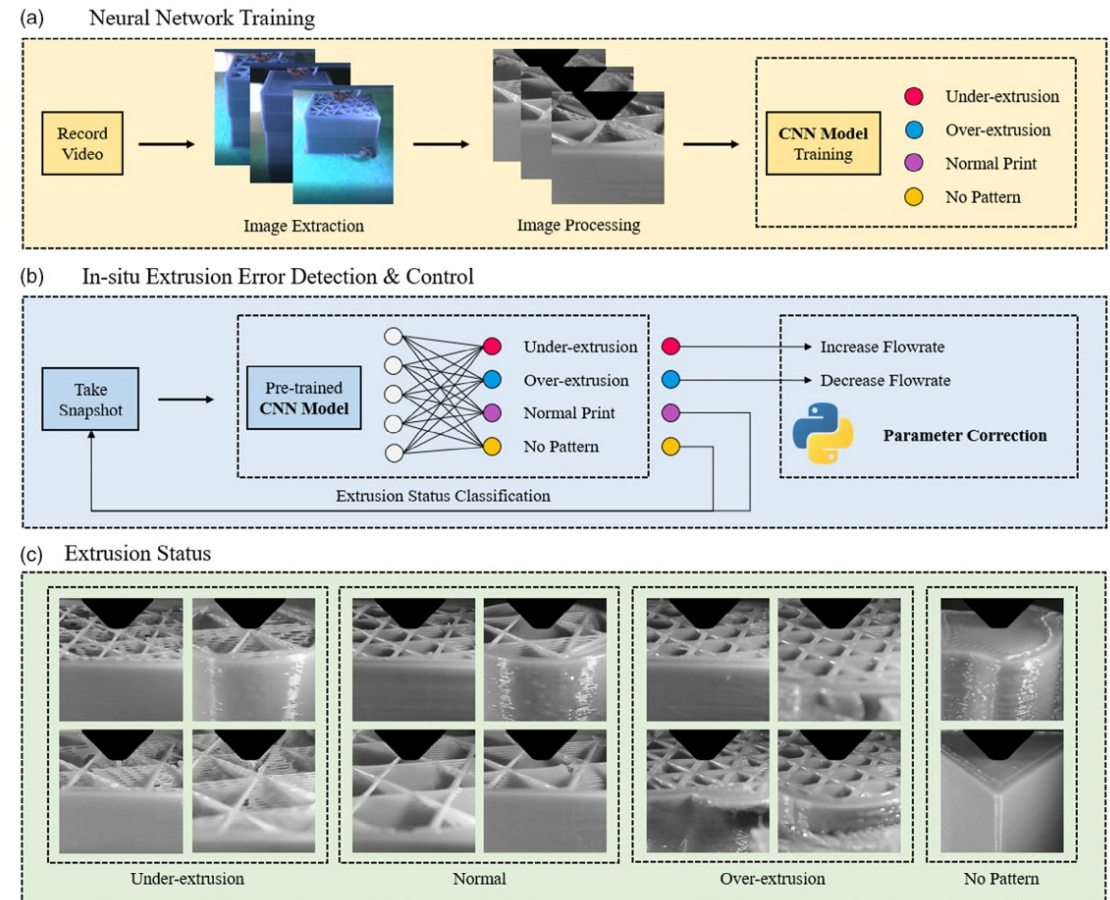 (a) Neural Network Training
Record
Video
Image Extraction
Image Processing
CNN Model
Training
Under-extrusion
Over-extrusion
Normal Print
No Pattern
(b) In-situ Extrusion Error Detection & Control
Take
Snapshot
Pre-trained
CNN Model
Under-extrusion
Over-extrusion
Normal Print
No Pattern
Extrusion Status Classification
Increase Flowrate
Decrease Flowrate
Parameter Correction
(c) Extrusion Status
Under-extrusion
Normal
Over-extrusion
No Pattern